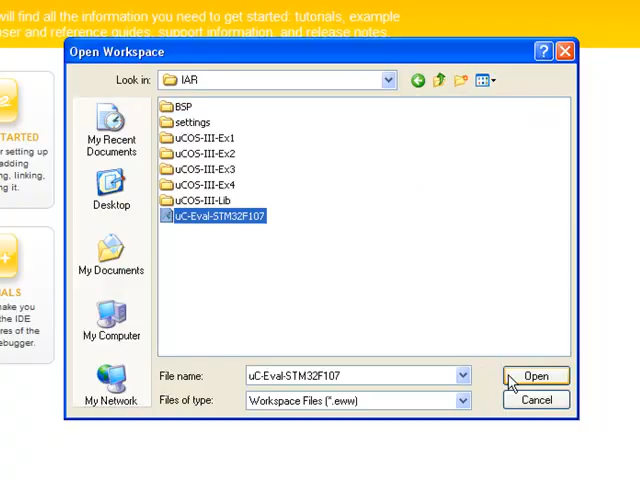 will find all the information you need to get started: tutorials, example
user and reference guides, support information, and release notes.
Open Workspace
Look in:
IAR
TARTED
r setting up
adding
g, linking,
ng it.
IALS
make you
the IDE
res of the
ebugger.
My Recent
Documents
Desktop
My Documents
My Computer
My Network
BSP
settings
uCOS-III-Ex1
uCOS-III-Ex2
uCOS-III-Ex3
uCOS-III-Ex4
uCOS-III-Lib
uC-Eval-STM32F107
File name:
uC-Eval-STM32F107
Open
Files of type:
Workspace Files (*.eww)
Cancel